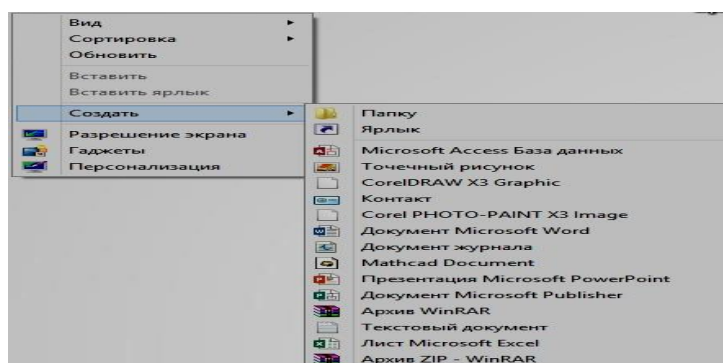 Вид
Сортировка
Обновить
Вставить
Вставить ярлык
Создать
Разрешение экрана
Гаджеты
Персонализация
Папку
Ярлык
Microsoft Access База данных
Точечный рисунок
CorelDRAW X3 Graphic
Контакт
Corel PHOTO-PAINT X3 Image
Документ Microsoft Word
Документ журнала
Mathcad Document
Презентация Microsoft PowerPoint
Документ Microsoft Publisher
Архив WinRAR
Текстовый документ
Лист Microsoft Excel
Архив ZIP - WinRAR